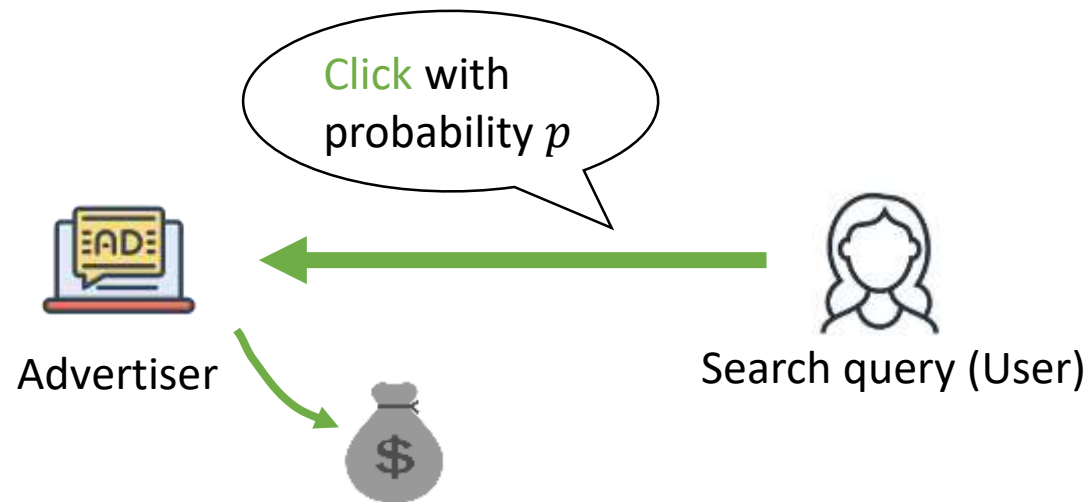 Click with
probability p
AD
Advertiser
Search query (User)
$